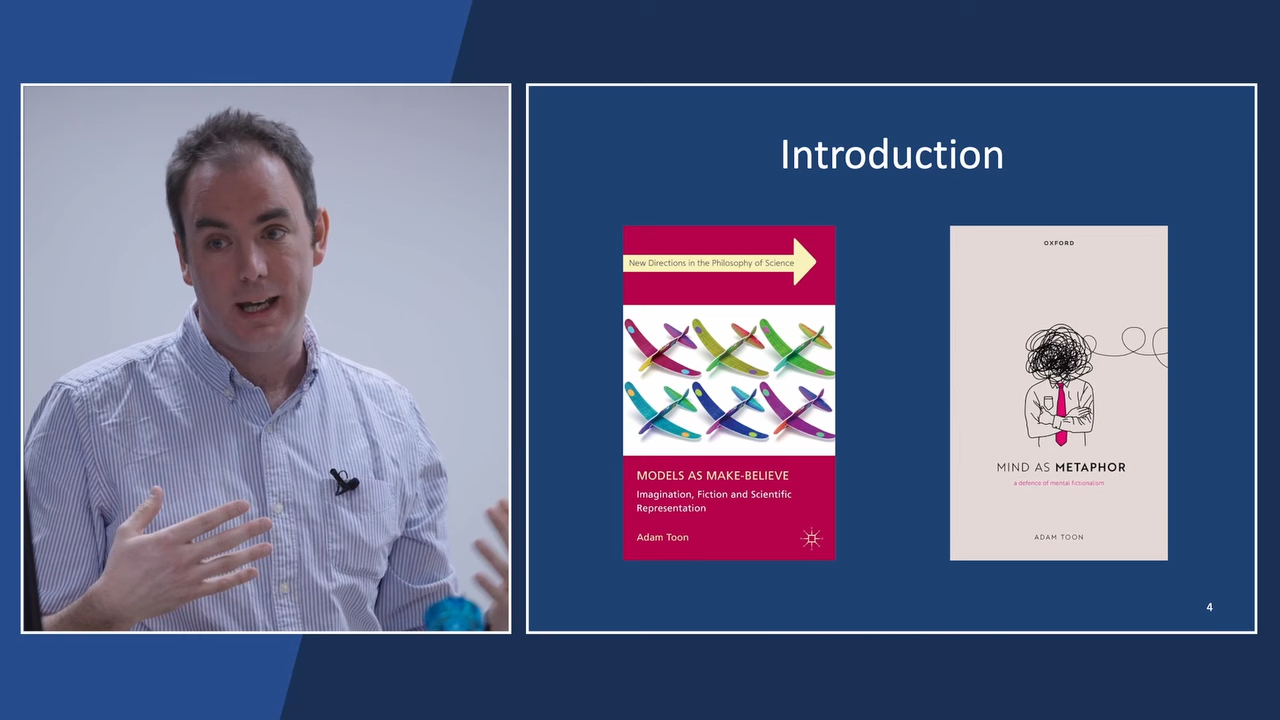 Introduction
New Directions in the Philosophy of Science
MODELS AS MAKE-BELIEVE
Imagination, Fiction and Scientific
Representation
Adam Toon
OXFORD
MIND AS METAPHOR
a defence of mental fictionalism
ADAM TOON
4